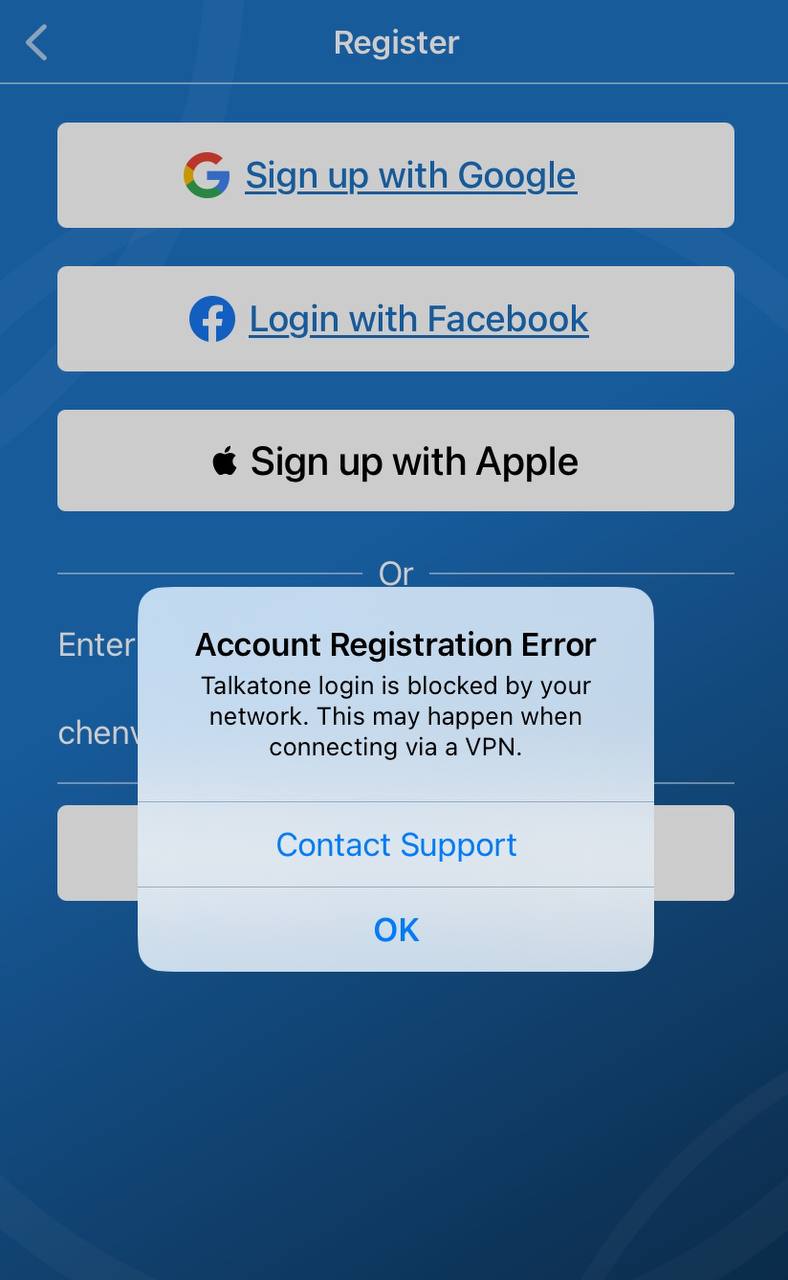 Register
Sign up with Google
Login with Facebook
Sign up with Apple
Or
Enter
Account Registration Error
Talkatone login is blocked by your
network. This may happen when
connecting via a VPN.
Contact Support
OK